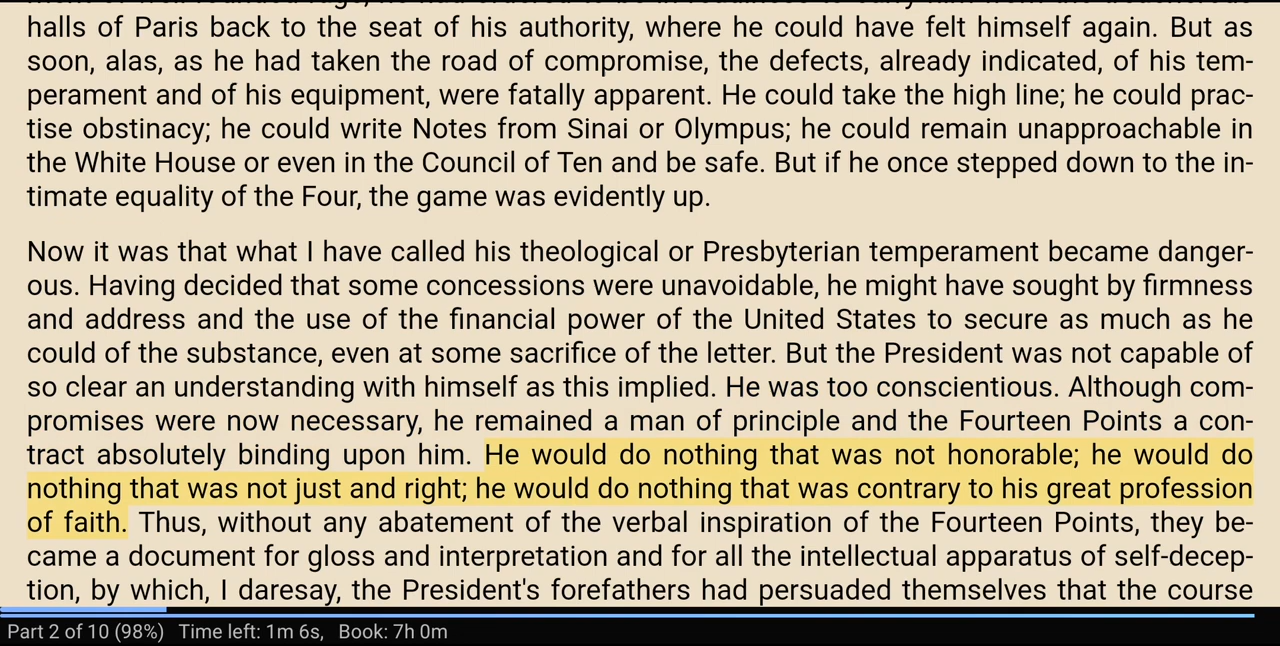 halls of Paris back to the seat of his authority, where he could have felt himself again. But as
soon, alas, as he had taken the road of compromise, the defects, already indicated, of his tem-
perament and of his equipment, were fatally apparent. He could take the high line; he could prac-
tise obstinacy; he could write Notes from Sinai or Olympus; he could remain unapproachable in
the White House or even in the Council of Ten and be safe. But if he once stepped down to the in-
timate equality of the Four, the game was evidently up.
Now it was that what I have called his theological or Presbyterian temperament became danger-
ous. Having decided that some concessions were unavoidable, he might have sought by firmness
and address and the use of the financial power of the United States to secure as much as he
could of the substance, even at some sacrifice of the letter. But the President was not capable of
so clear an understanding with himself as this implied. He was too conscientious. Although com-
promises were now necessary, he remained a man of principle and the Fourteen Points a con-
tract absolutely binding upon him. He would do nothing that was not honorable; he would do
nothing that was not just and right; he would do nothing that was contrary to his great profession
of faith. Thus, without any abatement of the verbal inspiration of the Fourteen Points, they be-
came a document for gloss and interpretation and for all the intellectual apparatus of self-decep-
tion, by which, I daresay, the President's forefathers had persuaded themselves that the course
Part 2 of 10 (98%) Time left: 1m 6s, Book: 7h 0m